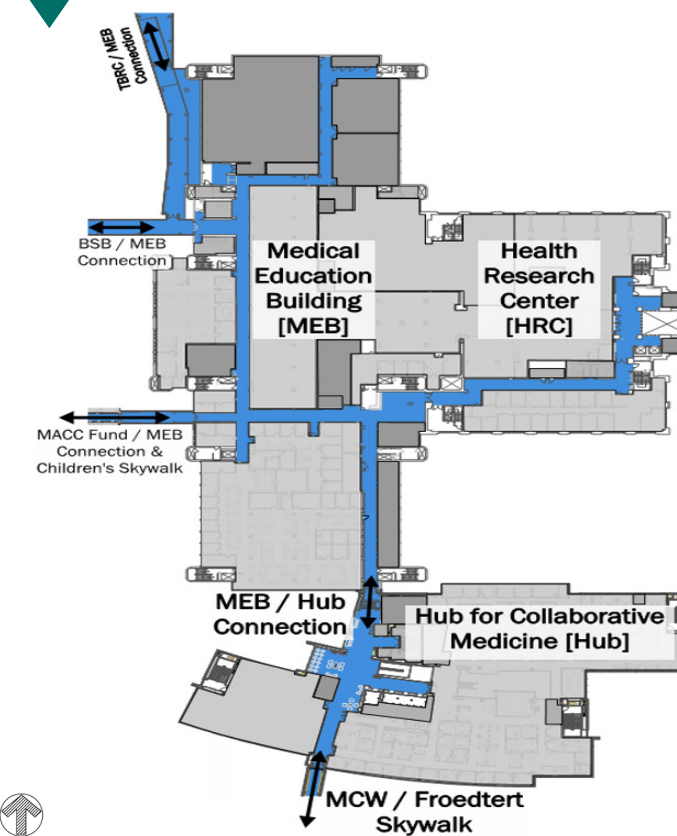 TBRC / MEB
Connection
BSB / MEB
Connection
Medical
Education
Building
[MEB]
Health
Research
Center
[HRC]
MACC Fund / MEB
Connection &
Children's Skywalk
MEB / Hub
Connection
Hub for Collaborative
Medicine [Hub]
MCW / Froedtert
Skywalk